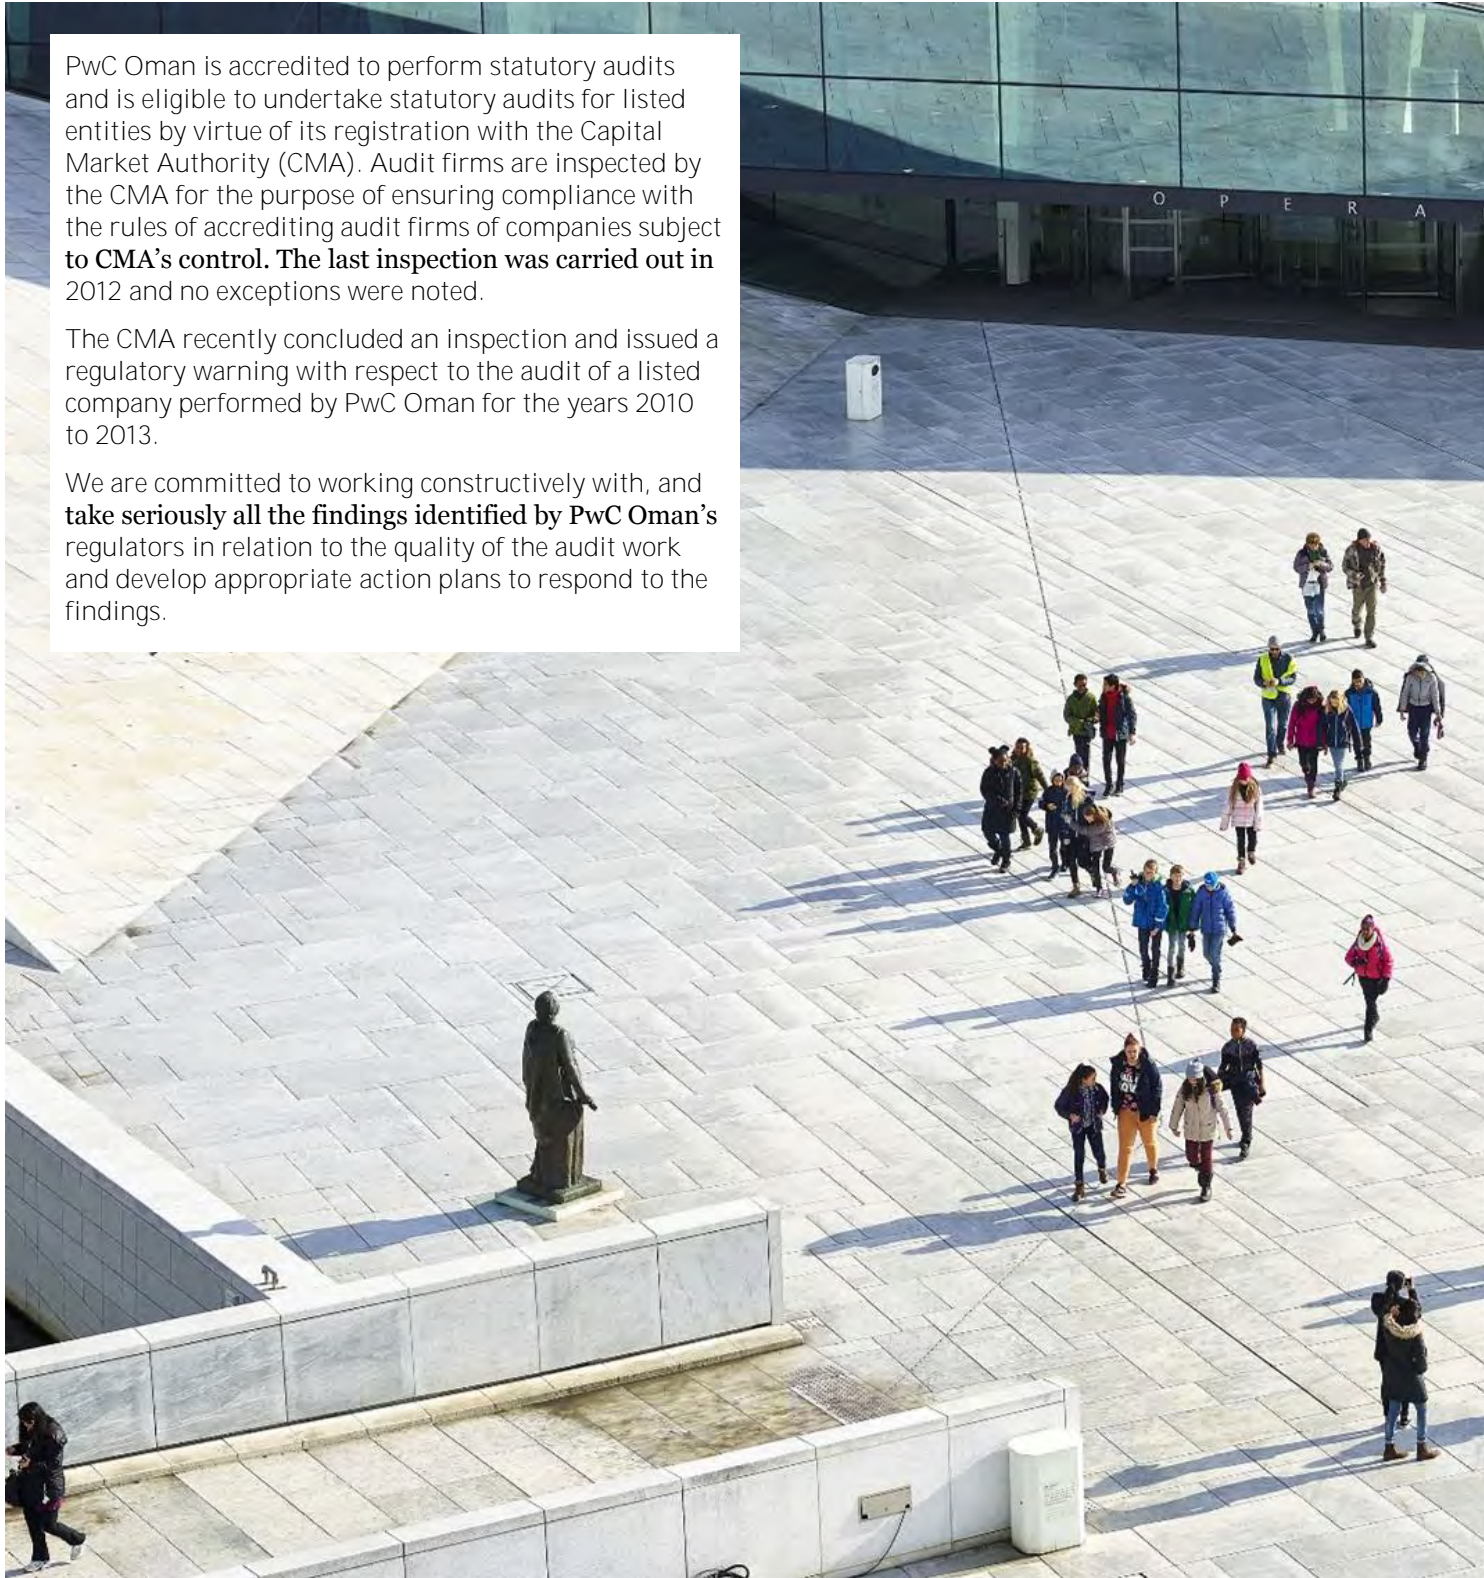 PwC Oman is accredited to perform statutory audits
and is eligible to undertake statutory audits for listed
entities by virtue of its registration with the Capital
Market Authority (CMA). Audit firms are inspected by
the CMA for the purpose of ensuring compliance with
the rules of accrediting audit firms of companies subject
to CMA’s control. The last inspection was carried out in
2012 and no exceptions were noted.
The CMA recently concluded an inspection and issued a
regulatory warning with respect to the audit of a listed
company performed by PwC Oman for the years 2010
to 2013.
We are committed to working constructively with, and
take seriously all the findings identified by PwC Oman’s
regulators in relation to the quality of the audit work
and develop appropriate action plans to respond to the
findings.
OPERA